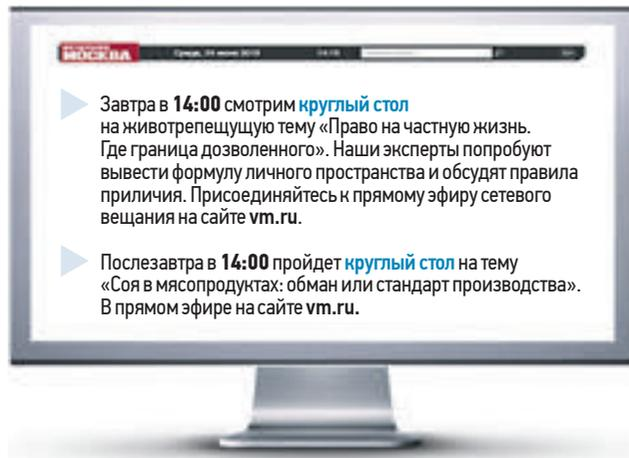 МОСКВА
Завтра в 14:00 смотрим круглый стол
на животрепещущую тему «Право на частную жизнь.
Где граница дозволенного». Наши эксперты попробуют
вывести формулу личного пространства и обсудят правила
приличия. Присоединяйтесь к прямому эфиру сетевого
вещания на сайте vm.ru.
Послезавтра в 14:00 пройдет круглый стол на тему
«Соя в мясопродуктах: обман или стандарт производства».
В прямом эфире на сайте vm.ru.